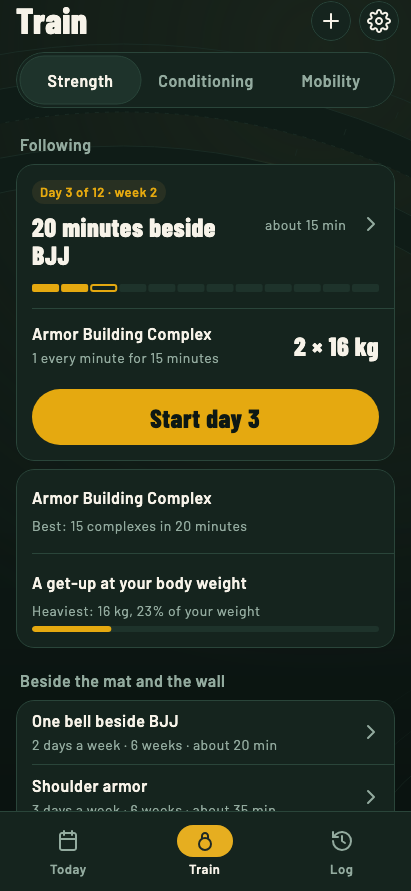 Train
Strength
Conditioning
Mobility
Following
Day 3 of 12 · week 2
20 minutes beside
BJJ
about 15 min
Armor Building Complex
1 every minute for 15 minutes
2 × 16 kg
Start day 3
Armor Building Complex
Best: 15 complexes in 20 minutes
A get-up at your body weight
Heaviest: 16 kg, 23% of your weight
Beside the mat and the wall
One bell beside BJJ
2 days a week · 6 weeks · about 20 min
Shoulder armor
3 days a week · 6 weeks · about 35 min
Today
Train
Log